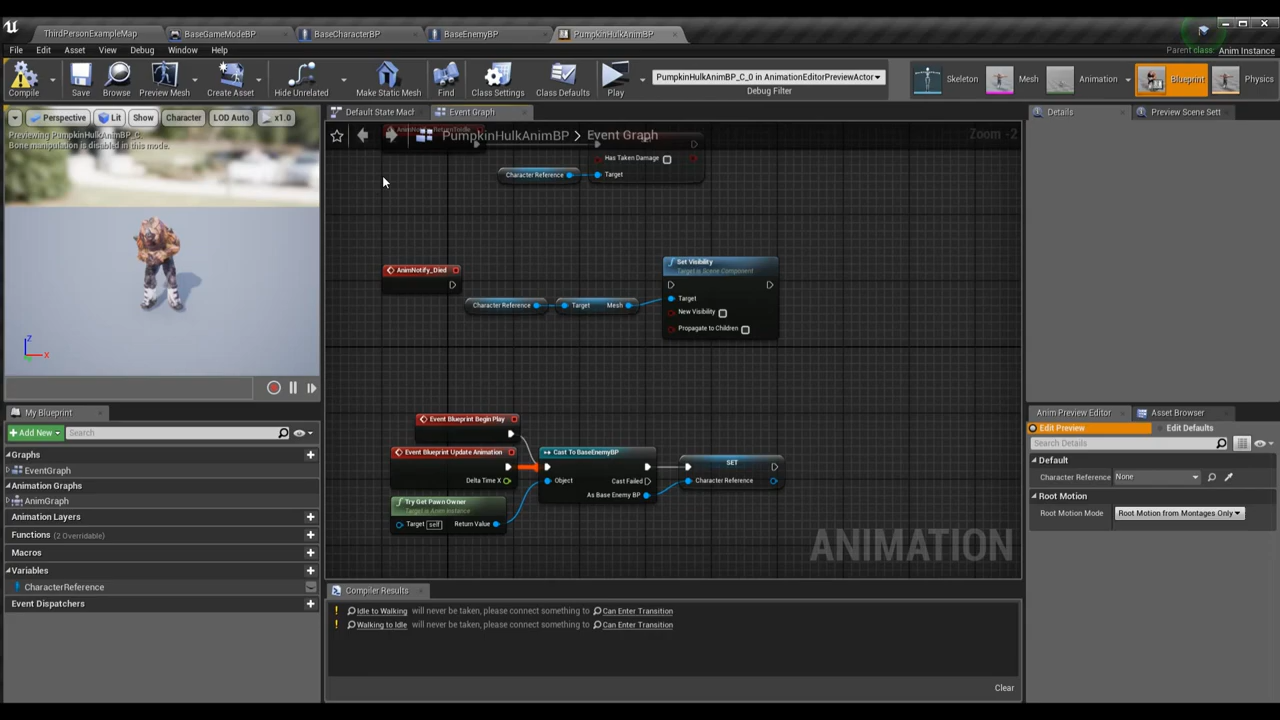 ThirdPersonExampleMap
BaseGameModeBP
BaseCharacterBP
BaseEnemyBP
PumpkinHulkAnimBP
File Edit Asset View Debug Window Help
Parent class: Anim Instance
Compile
Save
Browse
Preview Mesh
Create Asset
Hide Unrelated
Make Static Mesh
Find
Class Settings
Class Defaults
Play
PumpkinHulkAnimBP_C_0 in AnimationEditorPreviewActor
Debug Filter
Skeleton
Mesh
Animation
Blueprint
Physics
Perspective
Lit
Show
Character
LOD Auto
x1.0
Previewing PumpkinHulkAnimBP_C.
Bone manipulation is disabled in this mode.
Z
X
Default State Mach
Event Graph
PumpkinHulkAnimBP > Event Graph
Zoom -2
Has Taken Damage
Character Reference
Target
AnimNotify_Died
Character Reference
Target Mesh
Set Visibility
Target is Scene Component
Target
New Visibility
Propagate to Children
Event Blueprint Begin Play
Event Blueprint Update Animation
Delta Time X
Try Get Pawn Owner
Target is Anim Instance
Target self Return Value
Cast To BaseEnemyBP
Object
Cast Failed
As Base Enemy BP
SET
Character Reference
ANIMATION
My Blueprint
Add New
Search
Graphs
EventGraph
Animation Graphs
AnimGraph
Animation Layers
Functions (2 Overridable)
Macros
Variables
CharacterReference
Event Dispatchers
Compiler Results
Idle to Walking will never be taken, please connect something to Can Enter Transition
Walking to Idle will never be taken, please connect something to Can Enter Transition
Clear
Details
Preview Scene Sett
Anim Preview Editor
Asset Browser
Edit Preview
Edit Defaults
Search Details
Default
Character Reference None
Root Motion
Root Motion Mode Root Motion from Montages Only